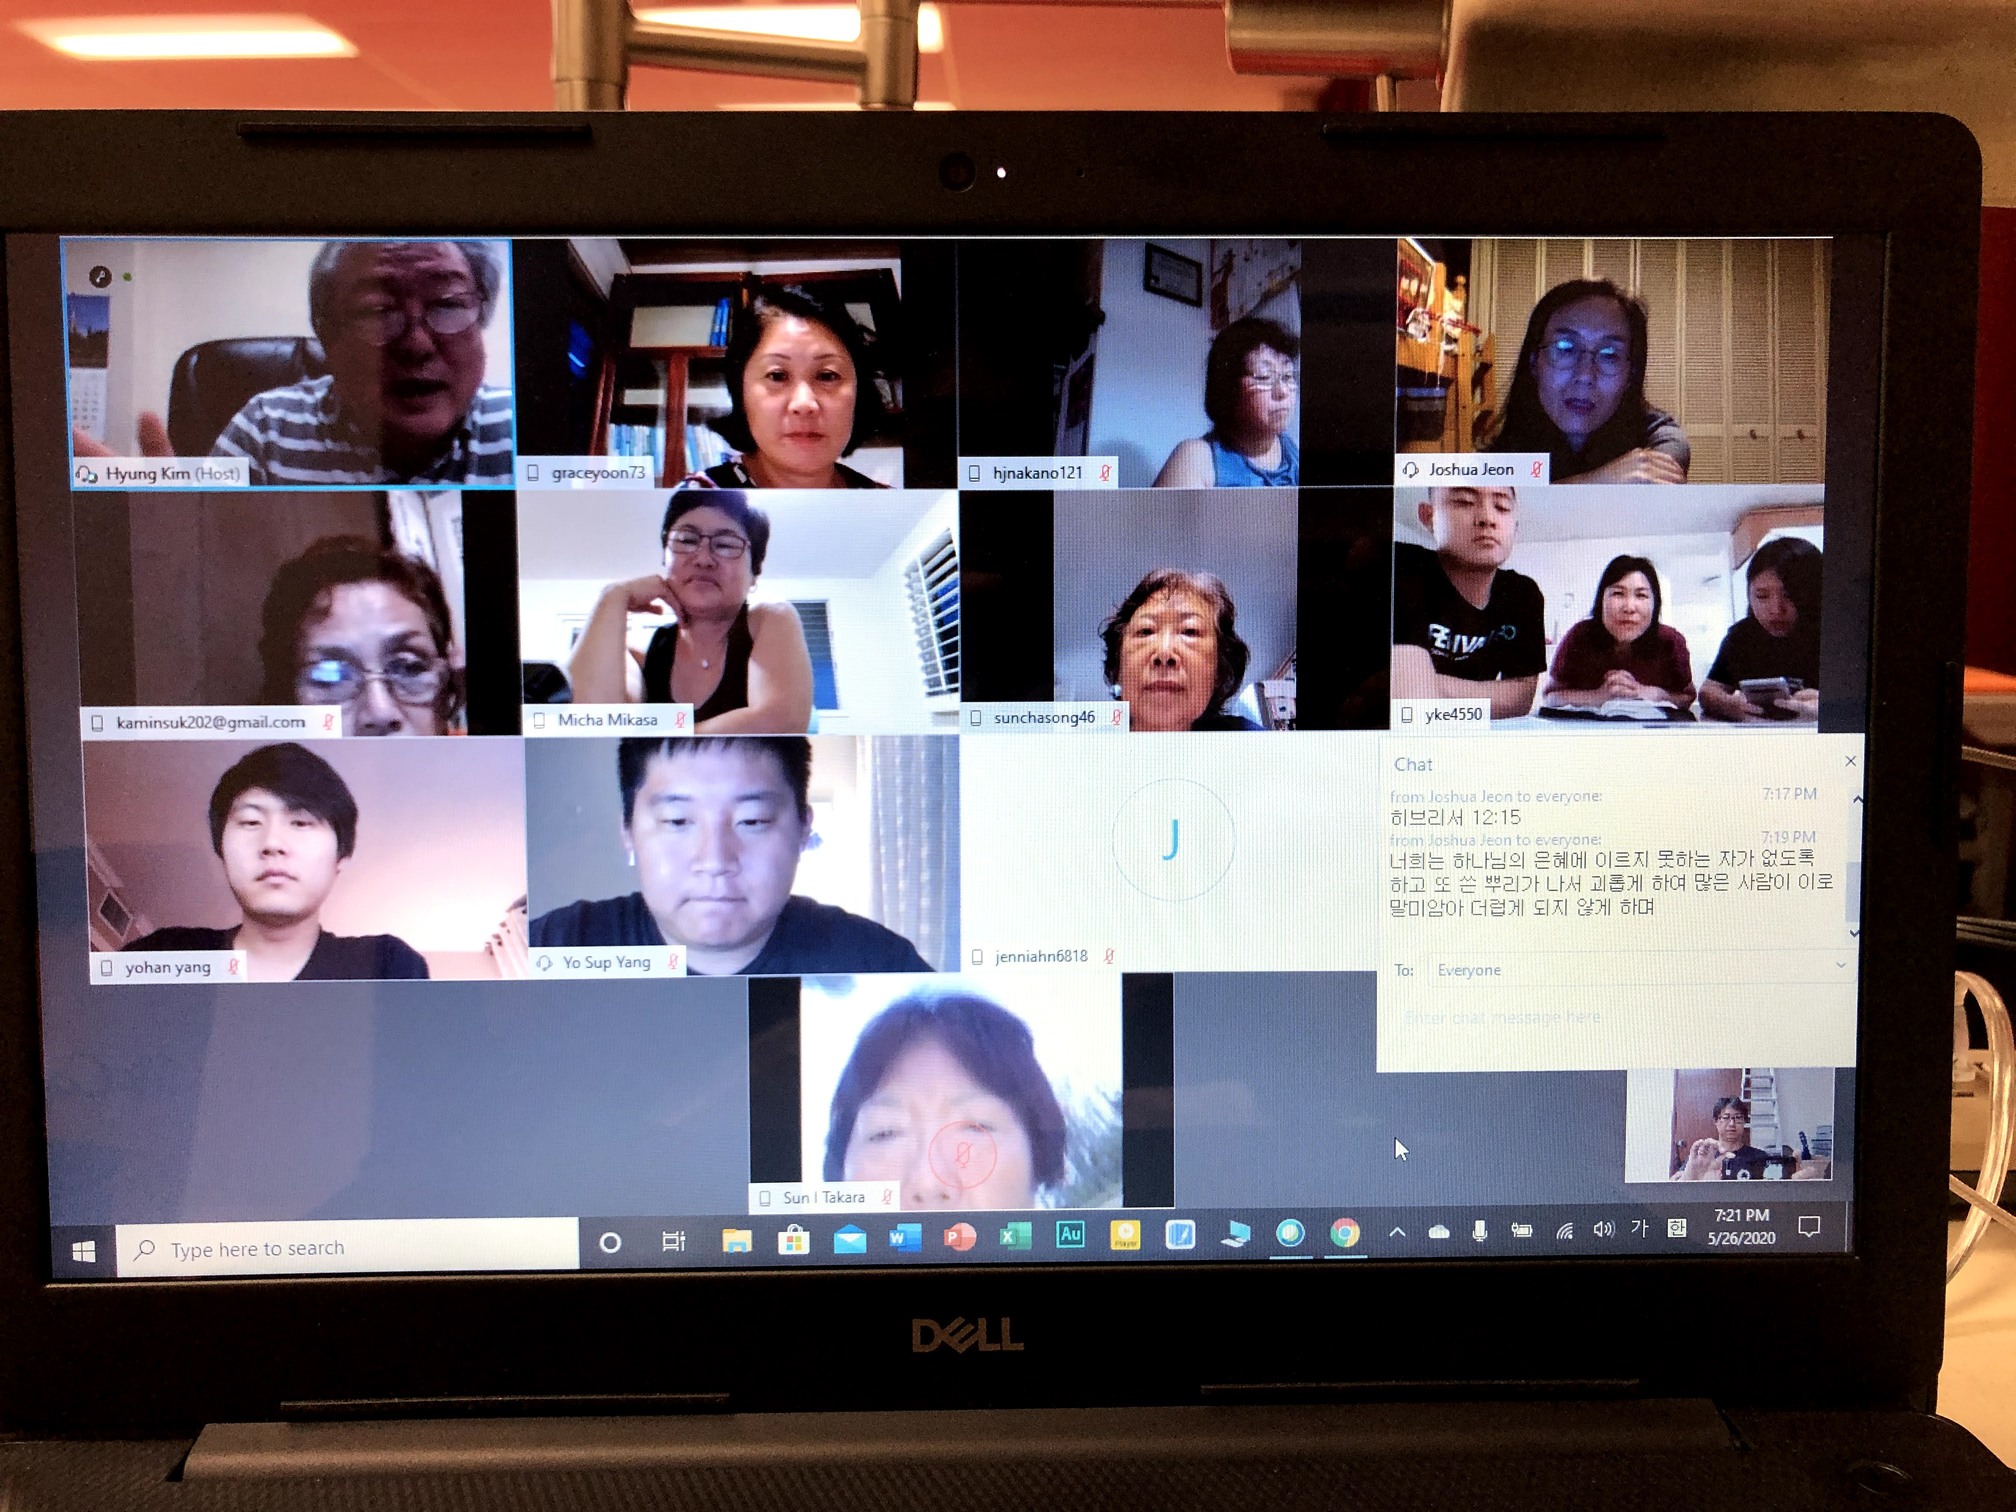 Hyung Kim (Host)
graceyoon73
hjnakano121
Joshua Jeon
kaminsuk202@gmail.com
Micha Mikasa
sunchasong46
yke4550
yohan yang
Yo Sup Yang
J
jenniahn6818
Chat
from Joshua Jeon to everyone: 7:17 PM
히브리서 12:15
from Joshua Jeon to everyone: 7:19 PM
너희는 하나님의 은혜에 이르지 못하는 자가 없도록
하고 또 쓴 뿌리가 나서 괴롭게 하여 많은 사람이 이로
말미암아 더럽게 되지 않게 하며
To: Everyone
Enter chat message here
Sun I Takara
Type here to search
W
P
X
Au
Player
가
한
7:21 PM
5/26/2020
DELL